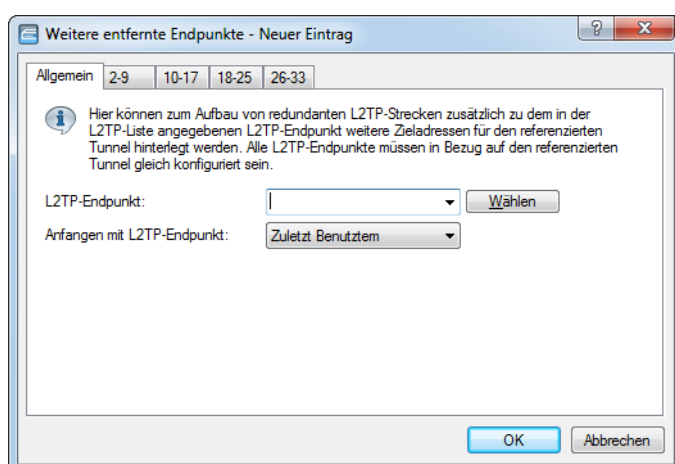 Weitere entfernte Endpunkte - Neuer Eintrag
Allgemein 2-9 10-17 18-25 26-33
Hier können zum Aufbau von redundanten L2TP-Strecken zusätzlich zu dem in der
L2TP-Liste angegebenen L2TP-Endpunkt weitere Zieladressen für den referenzierten
Tunnel hinterlegt werden. Alle L2TP-Endpunkte müssen in Bezug auf den referenzierten
Tunnel gleich konfiguriert sein.
L2TP-Endpunkt: Wählen
Anfangen mit L2TP-Endpunkt: Zuletzt Benutztem
OK Abbrechen